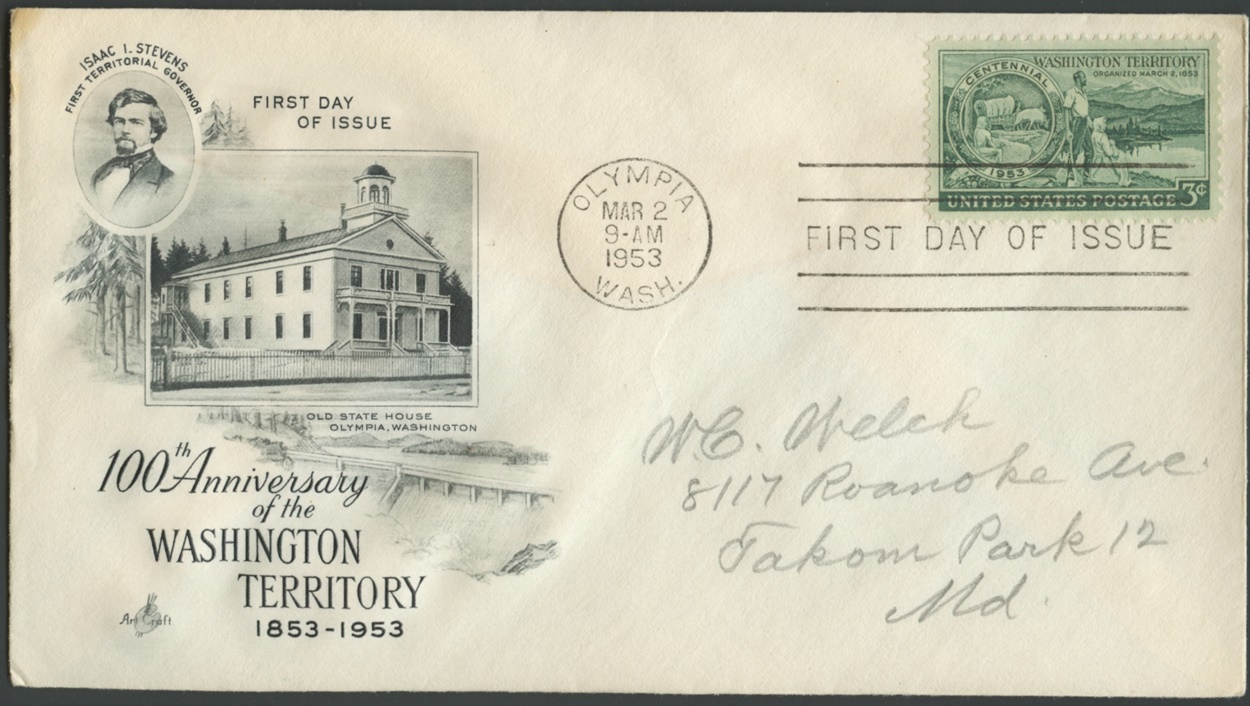 ISAAC I. STEVENS
FIRST TERRITORIAL GOVERNOR
FIRST DAY
OF ISSUE
OLD STATE HOUSE
OLYMPIA, WASHINGTON
100th Anniversary
of the
WASHINGTON
TERRITORY
1853-1953
Art Craft
OLYMPIA
MAR 2
9-AM
1953
WASH.
CENTENNIAL
1953
WASHINGTON TERRITORY
ORGANIZED MARCH 2, 1853
UNITED STATES POSTAGE 3¢
FIRST DAY OF ISSUE
W.C. Welch
8117 Roanoke Ave.
Takom Park 12
Md.